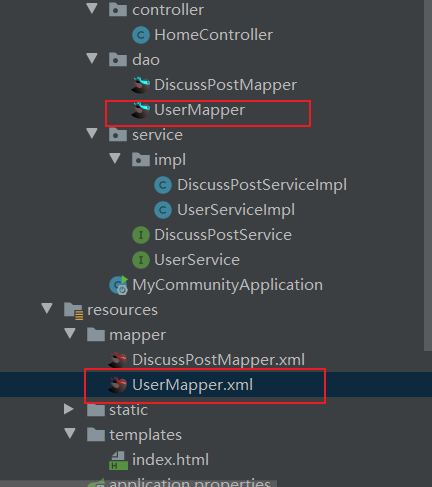 controller
HomeController
dao
DiscussPostMapper
UserMapper
service
impl
DiscussPostServiceImpl
UserServiceImpl
DiscussPostService
UserService
MyCommunityApplication
resources
mapper
DiscussPostMapper.xml
UserMapper.xml
static
templates
index.html
application.properties